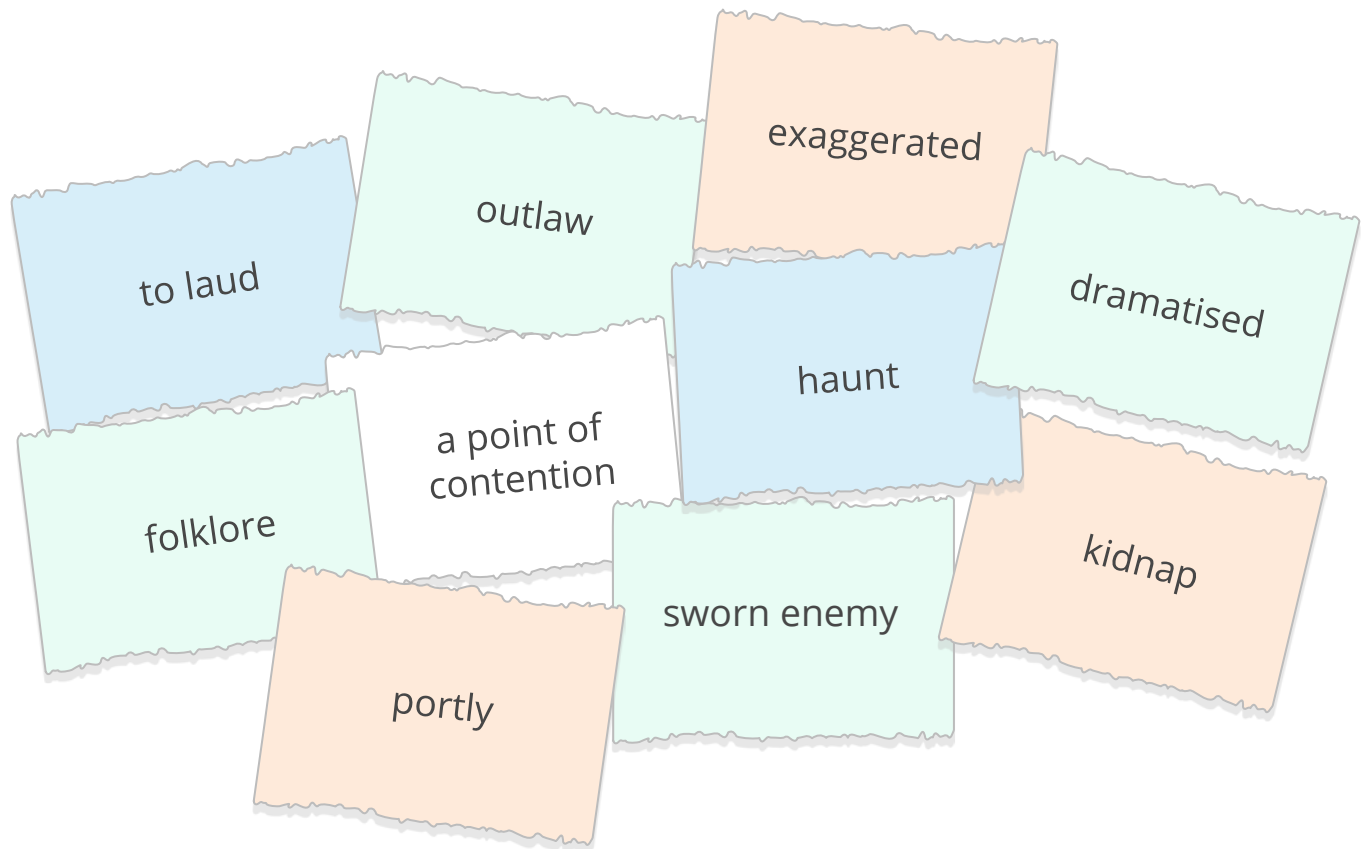 exaggerated
outlaw
to laud
dramatised
haunt
a point of
contention
folklore
kidnap
sworn enemy
portly